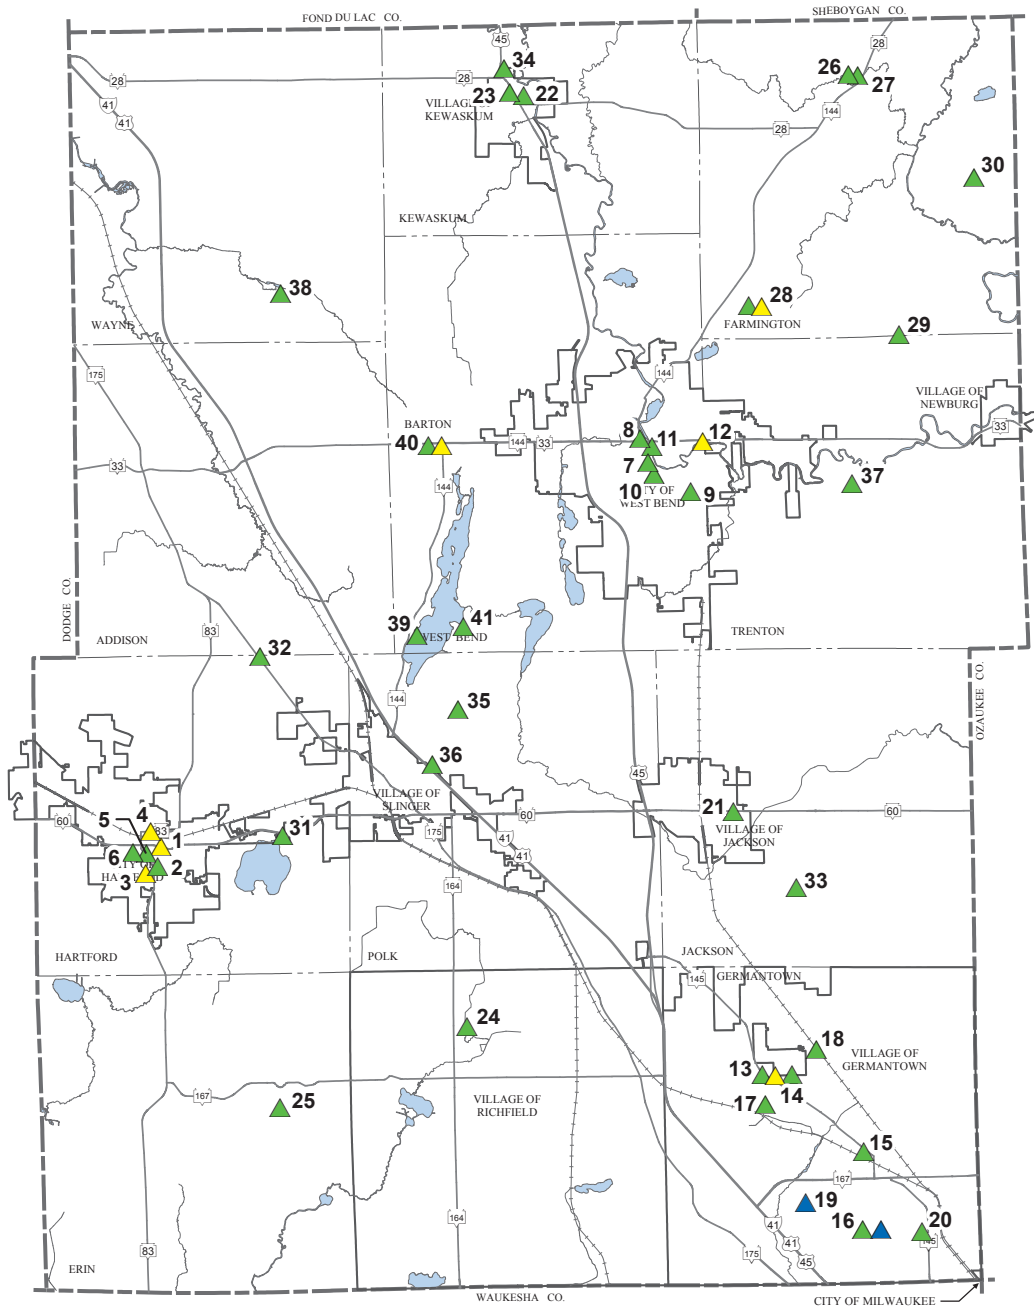 FOND DU LAC CO.
SHEBOYGAN CO.
45
28
34
28
28
26
27
41
41
23
22
VILLAGE OF
KEWASKUM
144
28
30
KEWASKUM
38
28
WAYNE
FARMINGTON
29
175
144
VILLAGE OF
NEWBURG
BARTON
40
144
33
8
11
12
33
33
7
144
10
CITY OF
WEST BEND
9
37
DODGE CO.
83
ADDISON
39
WEST BEND
41
TRENTON
32
OZAUKEE CO.
144
35
36
45
VILLAGE OF
SLINGER
4
5
60
83
1
31
175
60
41
41
21
60
VILLAGE OF
JACKSON
6
2
CITY OF
HARTFORD
3
164
33
HARTFORD
POLK
JACKSON
145
GERMANTOWN
24
18
VILLAGE OF
GERMANTOWN
13
14
167
25
VILLAGE OF
RICHFIELD
17
15
167
19
164
41
16
20
83
41
175
45
145
ERIN
WAUKESHA CO.
CITY OF MILWAUKEE